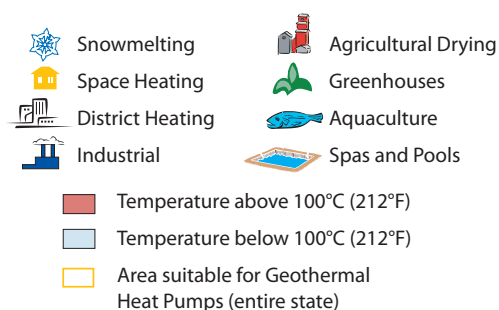 Snowmelting
Agricultural Drying
Space Heating
Greenhouses
District Heating
Aquaculture
Industrial
Spas and Pools
Temperature above 100°C (212°F)
Temperature below 100°C (212°F)
Area suitable for Geothermal
Heat Pumps (entire state)